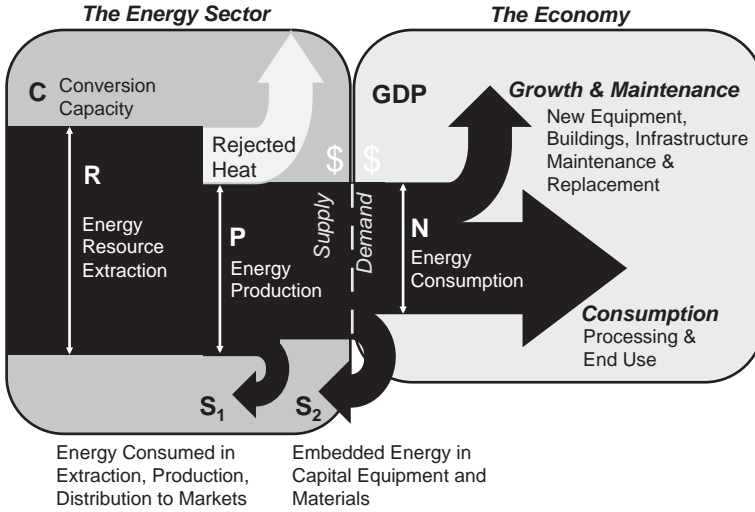 The Energy Sector
The Economy
C Conversion
Capacity
GDP
Growth & Maintenance
New Equipment,
Buildings, Infrastructure
Maintenance &
Replacement
Rejected
Heat
$ $
R
Energy
Resource
Extraction
P
Energy
Production
Supply
Demand
N
Energy
Consumption
Consumption
Processing &
End Use
S1
S2
Energy Consumed in
Extraction, Production,
Distribution to Markets
Embedded Energy in
Capital Equipment and
Materials